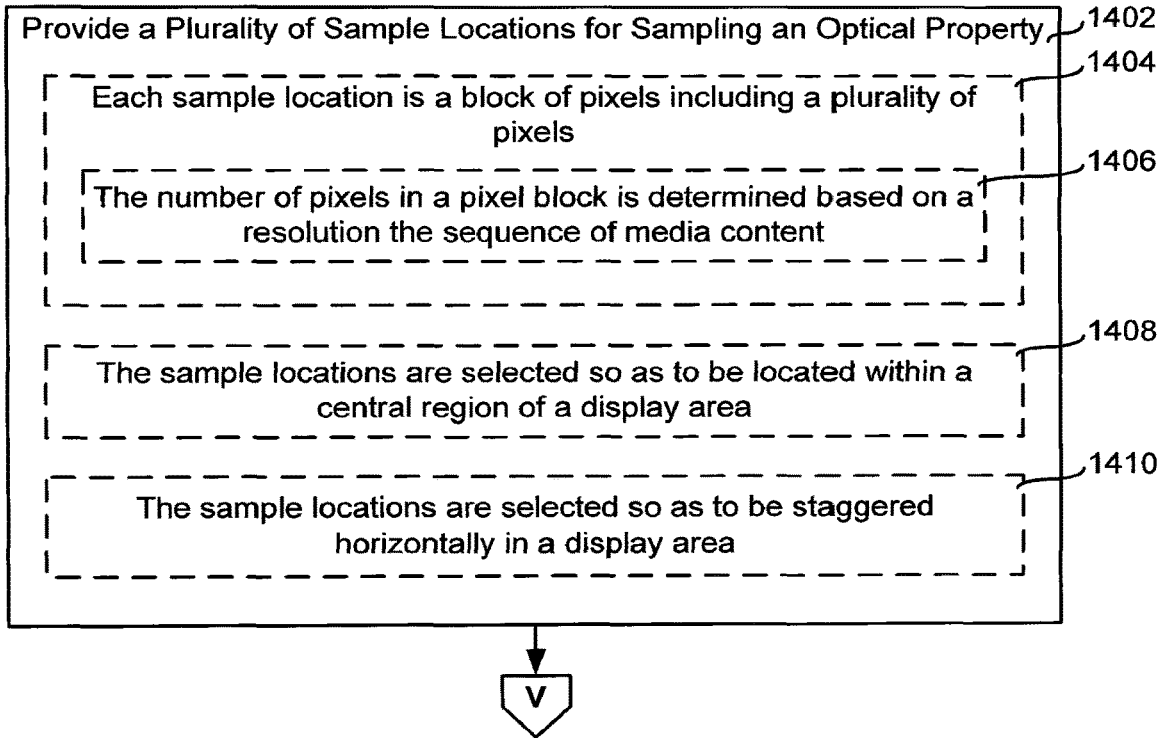 Provide a Plurality of Sample Locations for Sampling an Optical Property
1402
1404
Each sample location is a block of pixels including a plurality of
pixels
1406
The number of pixels in a pixel block is determined based on a
resolution the sequence of media content
1408
The sample locations are selected so as to be located within a
central region of a display area
1410
The sample locations are selected so as to be staggered
horizontally in a display area
V